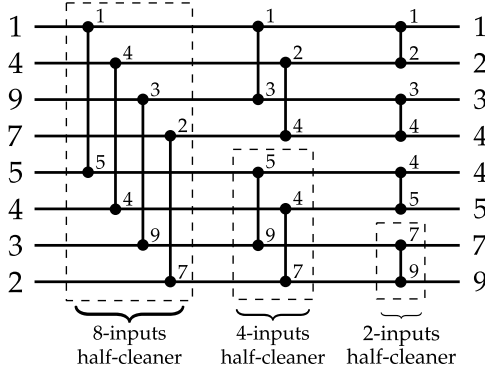 1 1 1 1 1
4 4 2 2 2
9 3 3 3 3
7 2 4 4 4
5 5 5 4 4
4 4 4 5 5
3 9 9 7 7
2 7 7 9 9
8-inputs
half-cleaner
4-inputs
half-cleaner
2-inputs
half-cleaner